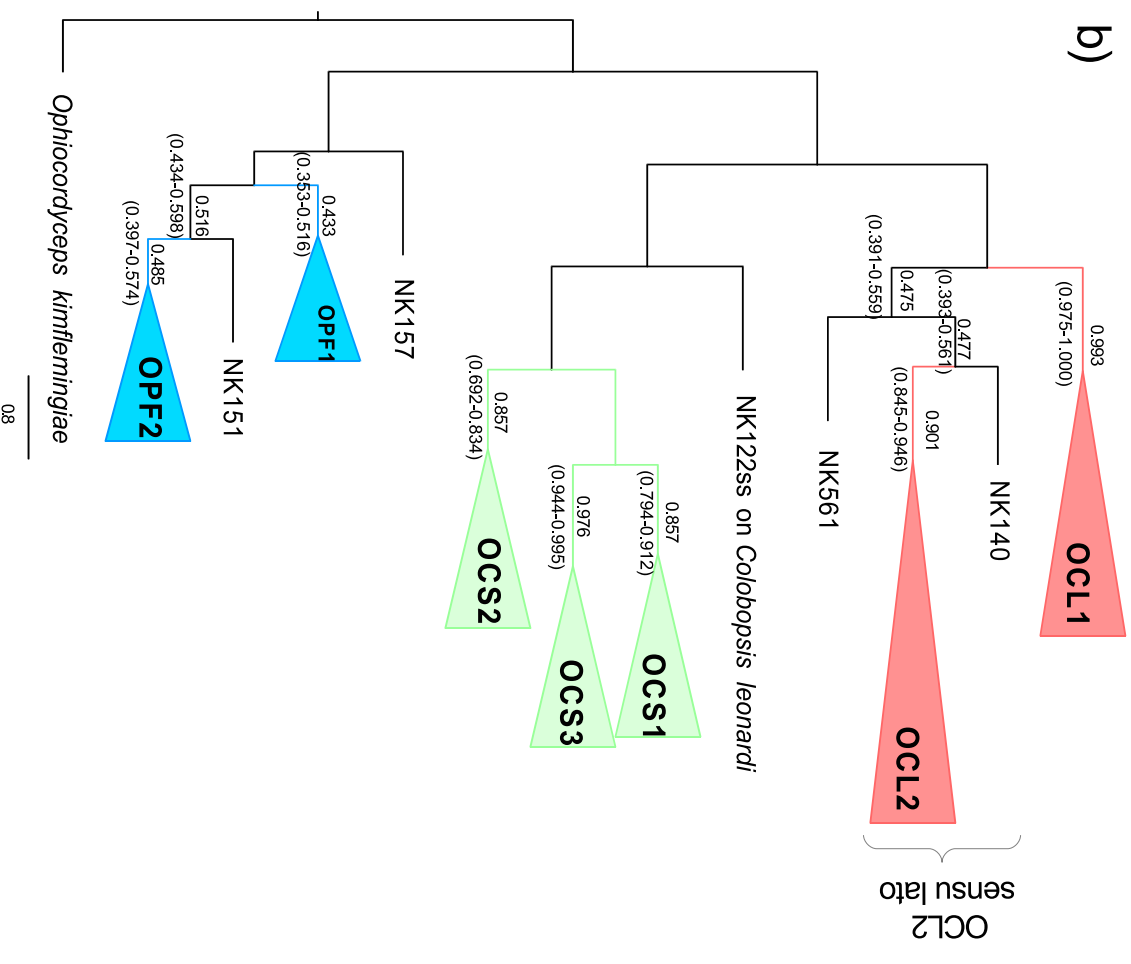 b)
0.993
(0.975-1.000)
OCL1
NK140
0.477
(0.393-0.561)
0.901
(0.845-0.946)
OCL2
0.475
(0.391-0.559)
NK561
OCL2
sensu lato
NK122ss on Colobopsis leonardi
0.857
(0.794-0.912)
OCS1
0.976
(0.944-0.995)
OCS3
0.857
(0.692-0.834)
OCS2
NK157
0.433
(0.353-0.516)
OPF1
NK151
0.516
(0.434-0.598)
0.485
(0.397-0.574)
OPF2
Ophiocordyceps kimflemingiae
0.8